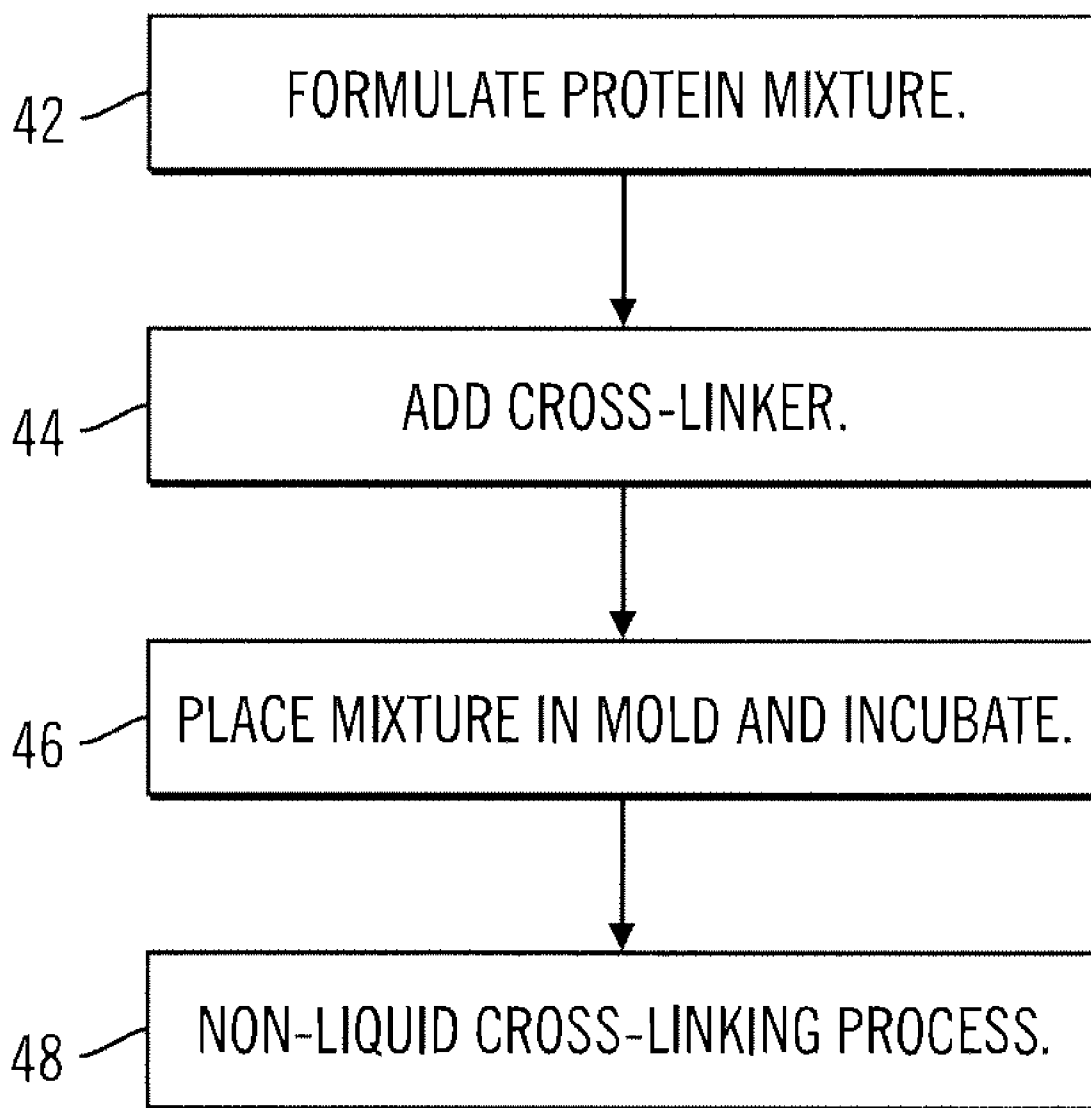 42
FORMULATE PROTEIN MIXTURE.
44
ADD CROSS-LINKER.
46
PLACE MIXTURE IN MOLD AND INCUBATE.
48
NON-LIQUID CROSS-LINKING PROCESS.